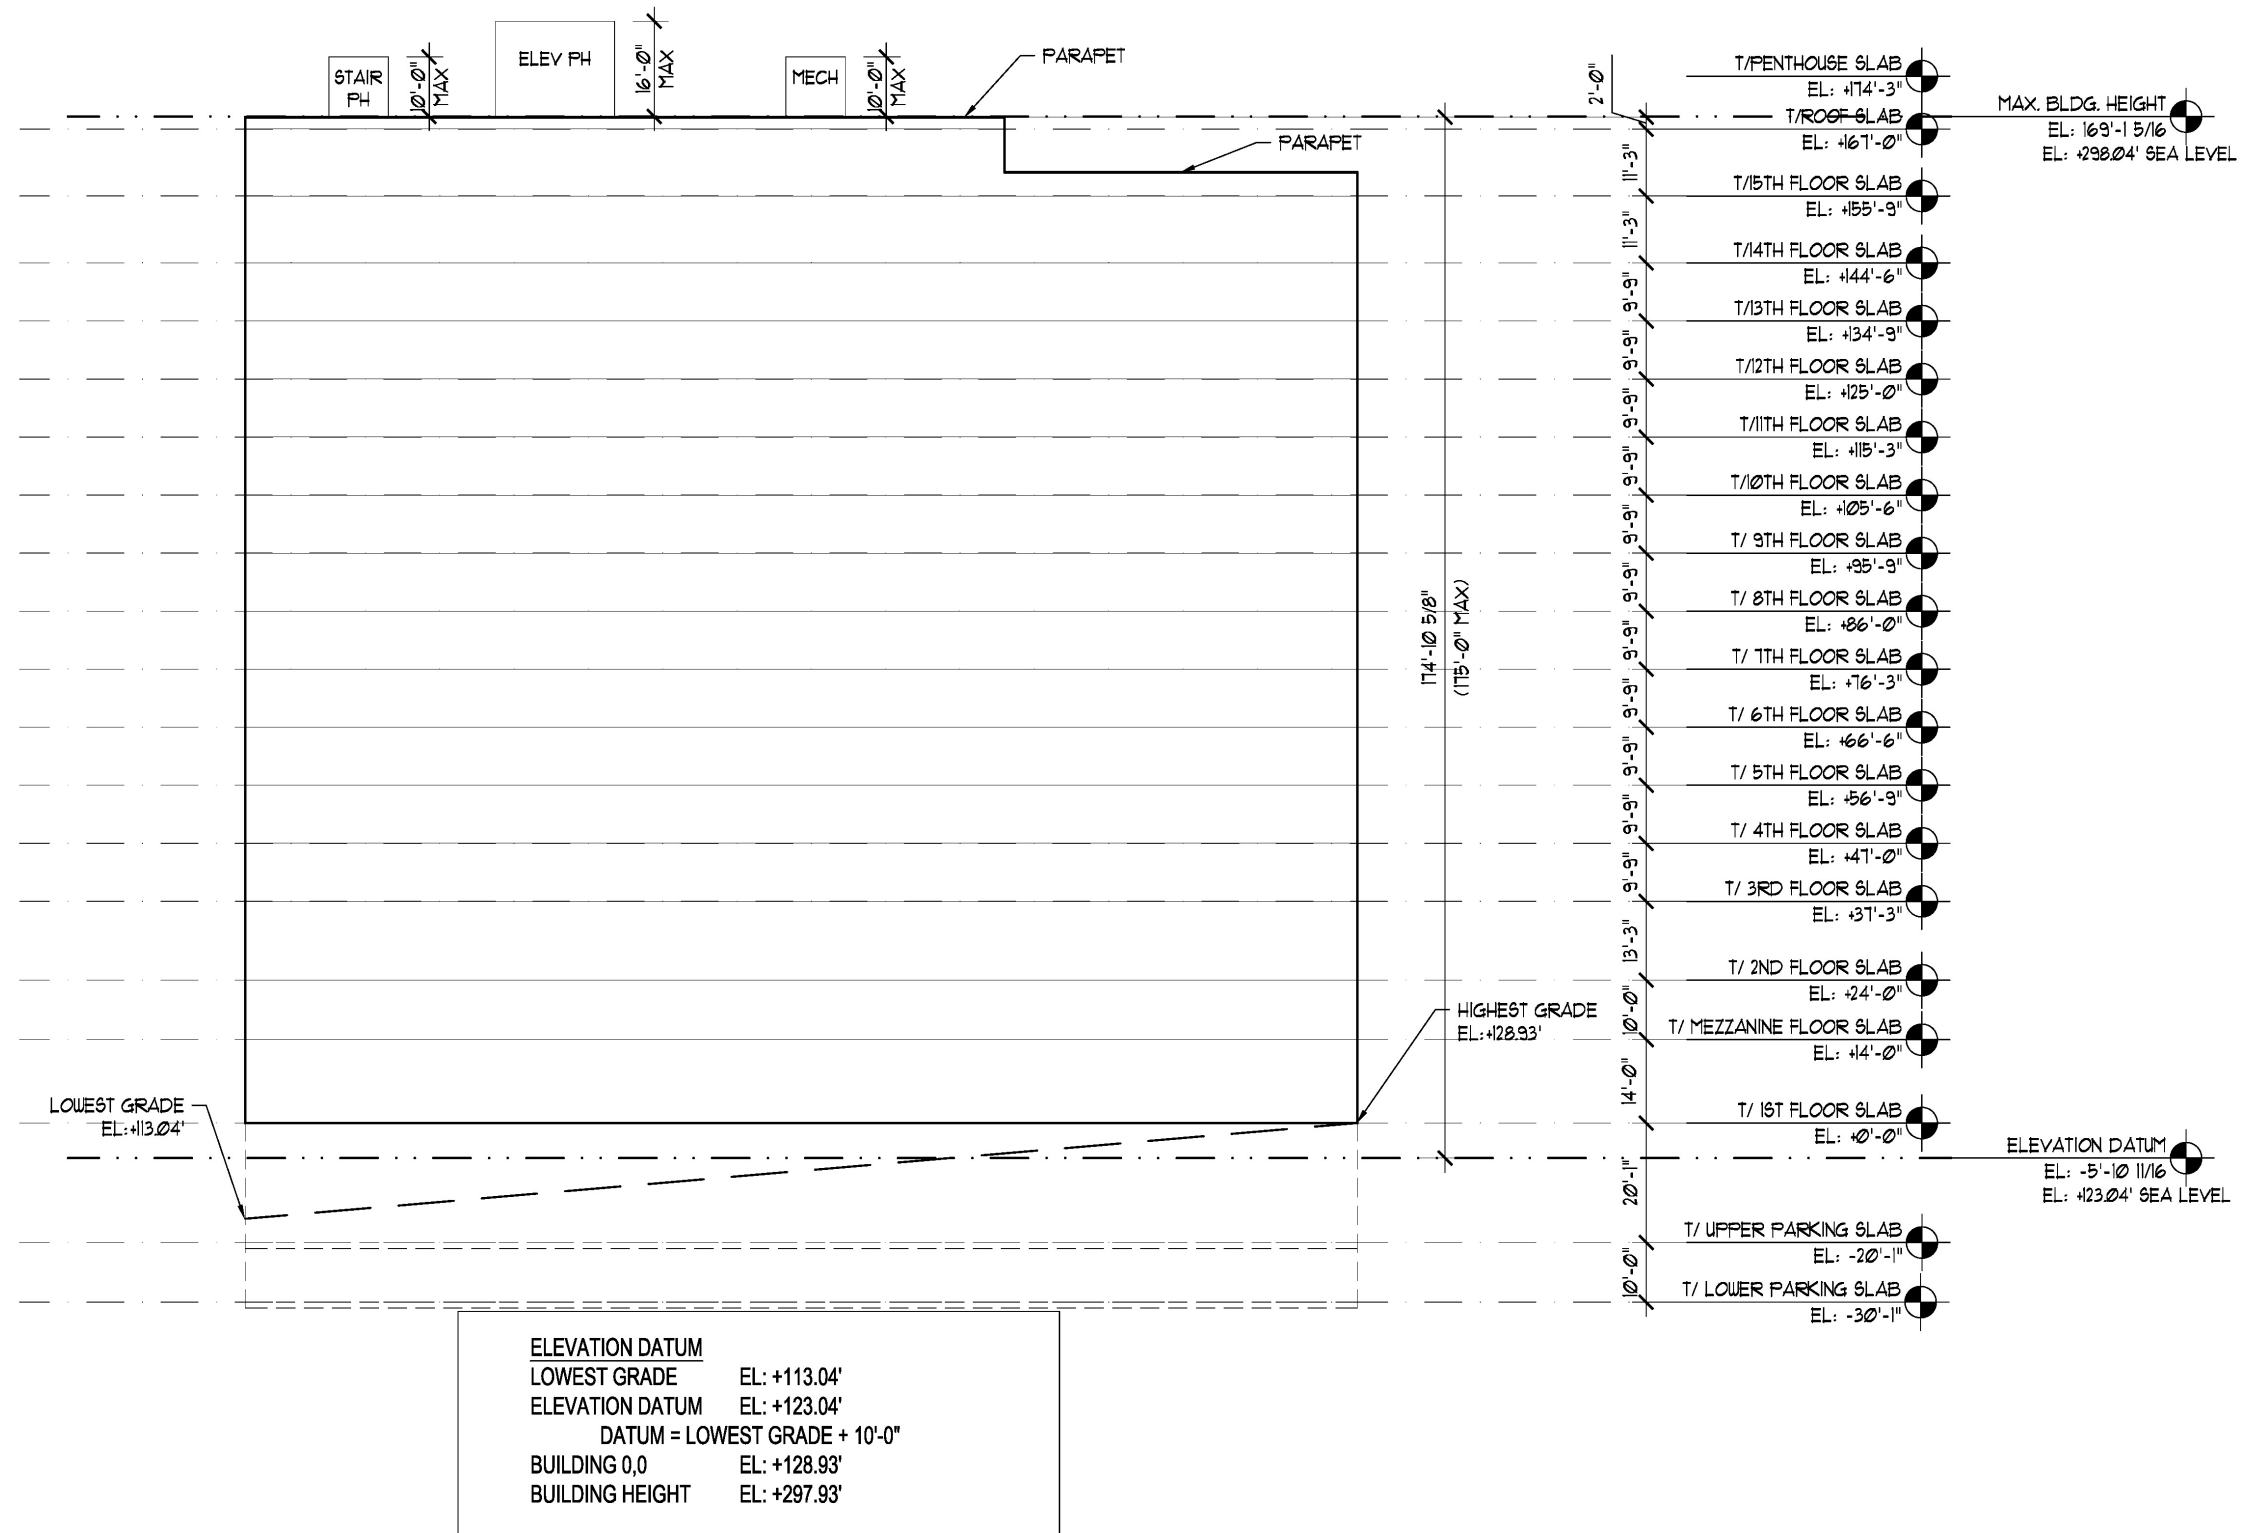 STAIR
PH
10'-0"
MAX
ELEV PH
16'-0"
MAX
MECH
10'-0"
MAX
PARAPET
PARAPET
2'-0"
T/PENTHOUSE SLAB
EL: +174'-3"
T/ROOF SLAB
EL: +167'-0"
MAX. BLDG. HEIGHT
EL: 169'-1 5/16
EL: +298.04' SEA LEVEL
11'-3"
T/15TH FLOOR SLAB
EL: +155'-9"
11'-3"
T/14TH FLOOR SLAB
EL: +144'-6"
9'-9"
T/13TH FLOOR SLAB
EL: +134'-9"
9'-9"
T/12TH FLOOR SLAB
EL: +125'-0"
9'-9"
T/11TH FLOOR SLAB
EL: +115'-3"
9'-9"
T/10TH FLOOR SLAB
EL: +105'-6"
9'-9"
T/ 9TH FLOOR SLAB
EL: +95'-9"
9'-9"
T/ 8TH FLOOR SLAB
EL: +86'-0"
174'-10 5/8"
(175'-0" MAX)
9'-9"
T/ 7TH FLOOR SLAB
EL: +76'-3"
9'-9"
T/ 6TH FLOOR SLAB
EL: +66'-6"
9'-9"
T/ 5TH FLOOR SLAB
EL: +56'-9"
9'-9"
T/ 4TH FLOOR SLAB
EL: +47'-0"
9'-9"
T/ 3RD FLOOR SLAB
EL: +37'-3"
13'-3"
T/ 2ND FLOOR SLAB
EL: +24'-0"
HIGHEST GRADE
EL:+128.93'
10'-0"
T/ MEZZANINE FLOOR SLAB
EL: +14'-0"
14'-0"
LOWEST GRADE
EL:+113.04'
T/ 1ST FLOOR SLAB
EL: +0'-0"
ELEVATION DATUM
EL: -5'-10 11/16
EL: +123.04' SEA LEVEL
20'-1"
T/ UPPER PARKING SLAB
EL: -20'-1"
10'-0"
T/ LOWER PARKING SLAB
EL: -30'-1"
ELEVATION DATUM
LOWEST GRADE EL: +113.04'
ELEVATION DATUM EL: +123.04'
DATUM = LOWEST GRADE + 10'-0"
BUILDING 0,0 EL: +128.93'
BUILDING HEIGHT EL: +297.93'